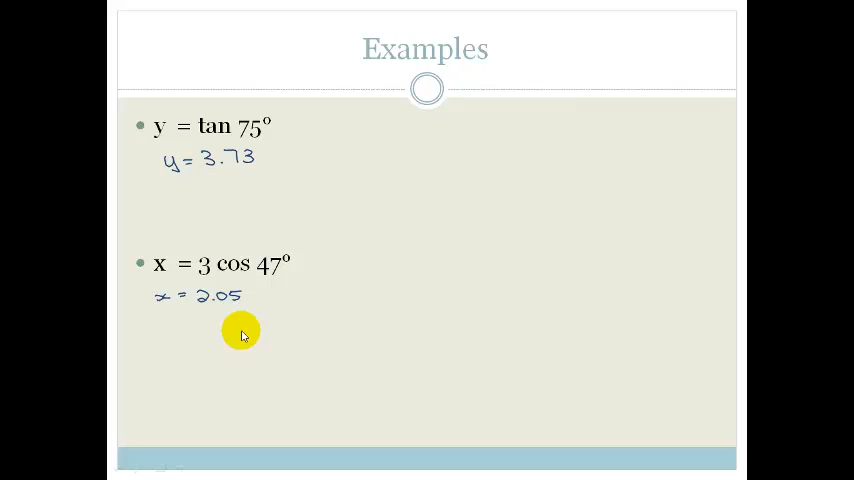 Examples
• y = tan 75°
y = 3.73
• x = 3 cos 47°
x = 2.05